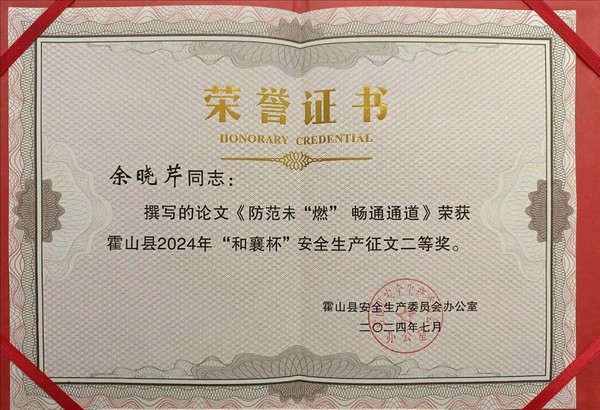 荣誉证书
HONORARY CREDENTIAL
余晓芹同志：
撰写的论文《防范未“燃” 畅通通道》荣获
霍山县2024年“和襄杯”安全生产征文二等奖。
霍山县安全生产委员会办公室
二〇二四年七月
办公室